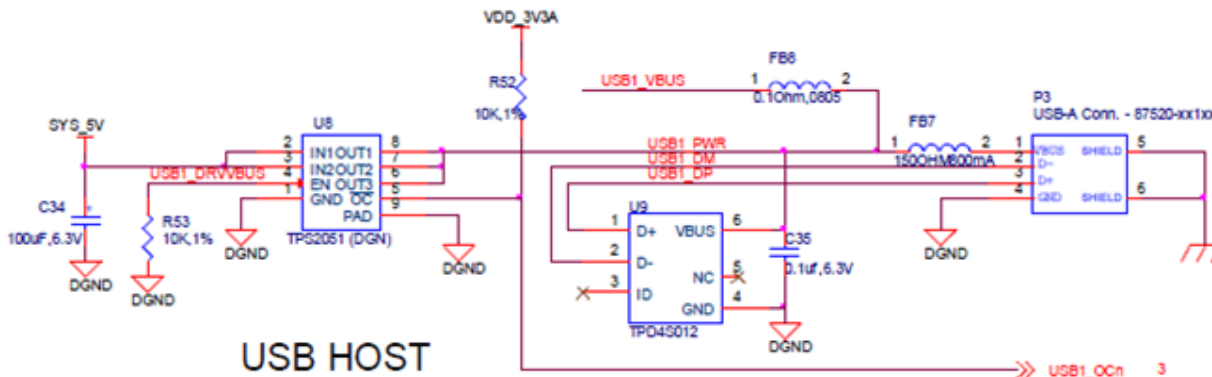 VDD_3V3A
FB8
R52
USB1_VBUS
1
2
0.1Ohm,0805
10K,1%
P3
USB-A Conn. - 87520-xx1xx
SYS_5V
U8
FB7
2 IN1 OUT1 8
3 IN2 OUT2 7
4 EN OUT3 6
1 GND OC 5
PAD 9
TPS2051 (DGN)
USB1_DRVVBUS
USB1_PWR
USB1_DM
USB1_DP
1
2
150OHM800mA
1 VBUS SHIELD 5
2 D-
3 D+
4 GND SHIELD 6
C34
100uF,6.3V
R53
10K,1%
DGND
DGND
DGND
DGND
DGND
U9
1 D+ VBUS 6
2 D- NC 5
3 ID GND 4
TPD4S012
C35
0.1uf,6.3V
DGND
USB HOST
USB1_OCn 3